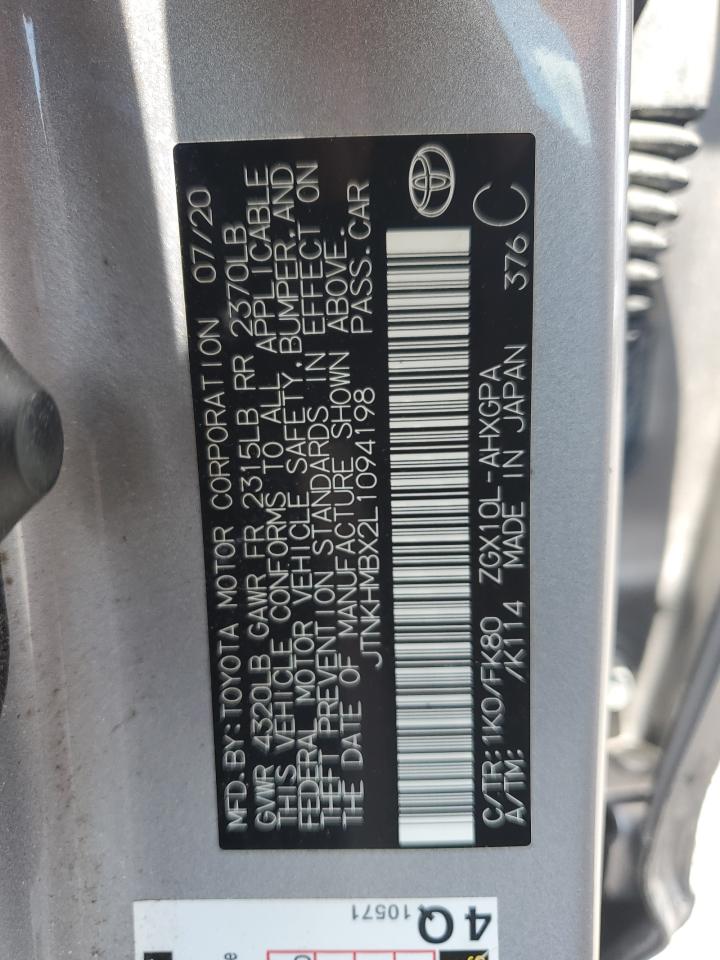 MFD. BY: TOYOTA MOTOR CORPORATION 07/20
GVWR 4320LB GAWR FR 2315LB RR 2370LB
THIS VEHICLE CONFORMS TO ALL APPLICABLE
FEDERAL MOTOR VEHICLE SAFETY, BUMPER, AND
THEFT PREVENTION STANDARDS IN EFFECT ON
THE DATE OF MANUFACTURE SHOWN ABOVE.
JTNKHMBX2L1094198 PASS. CAR
C/TR: 1K0/FK80 ZGX10L-AHXGPA
A/TM: /K114 MADE IN JAPAN 376 C
4Q
10571